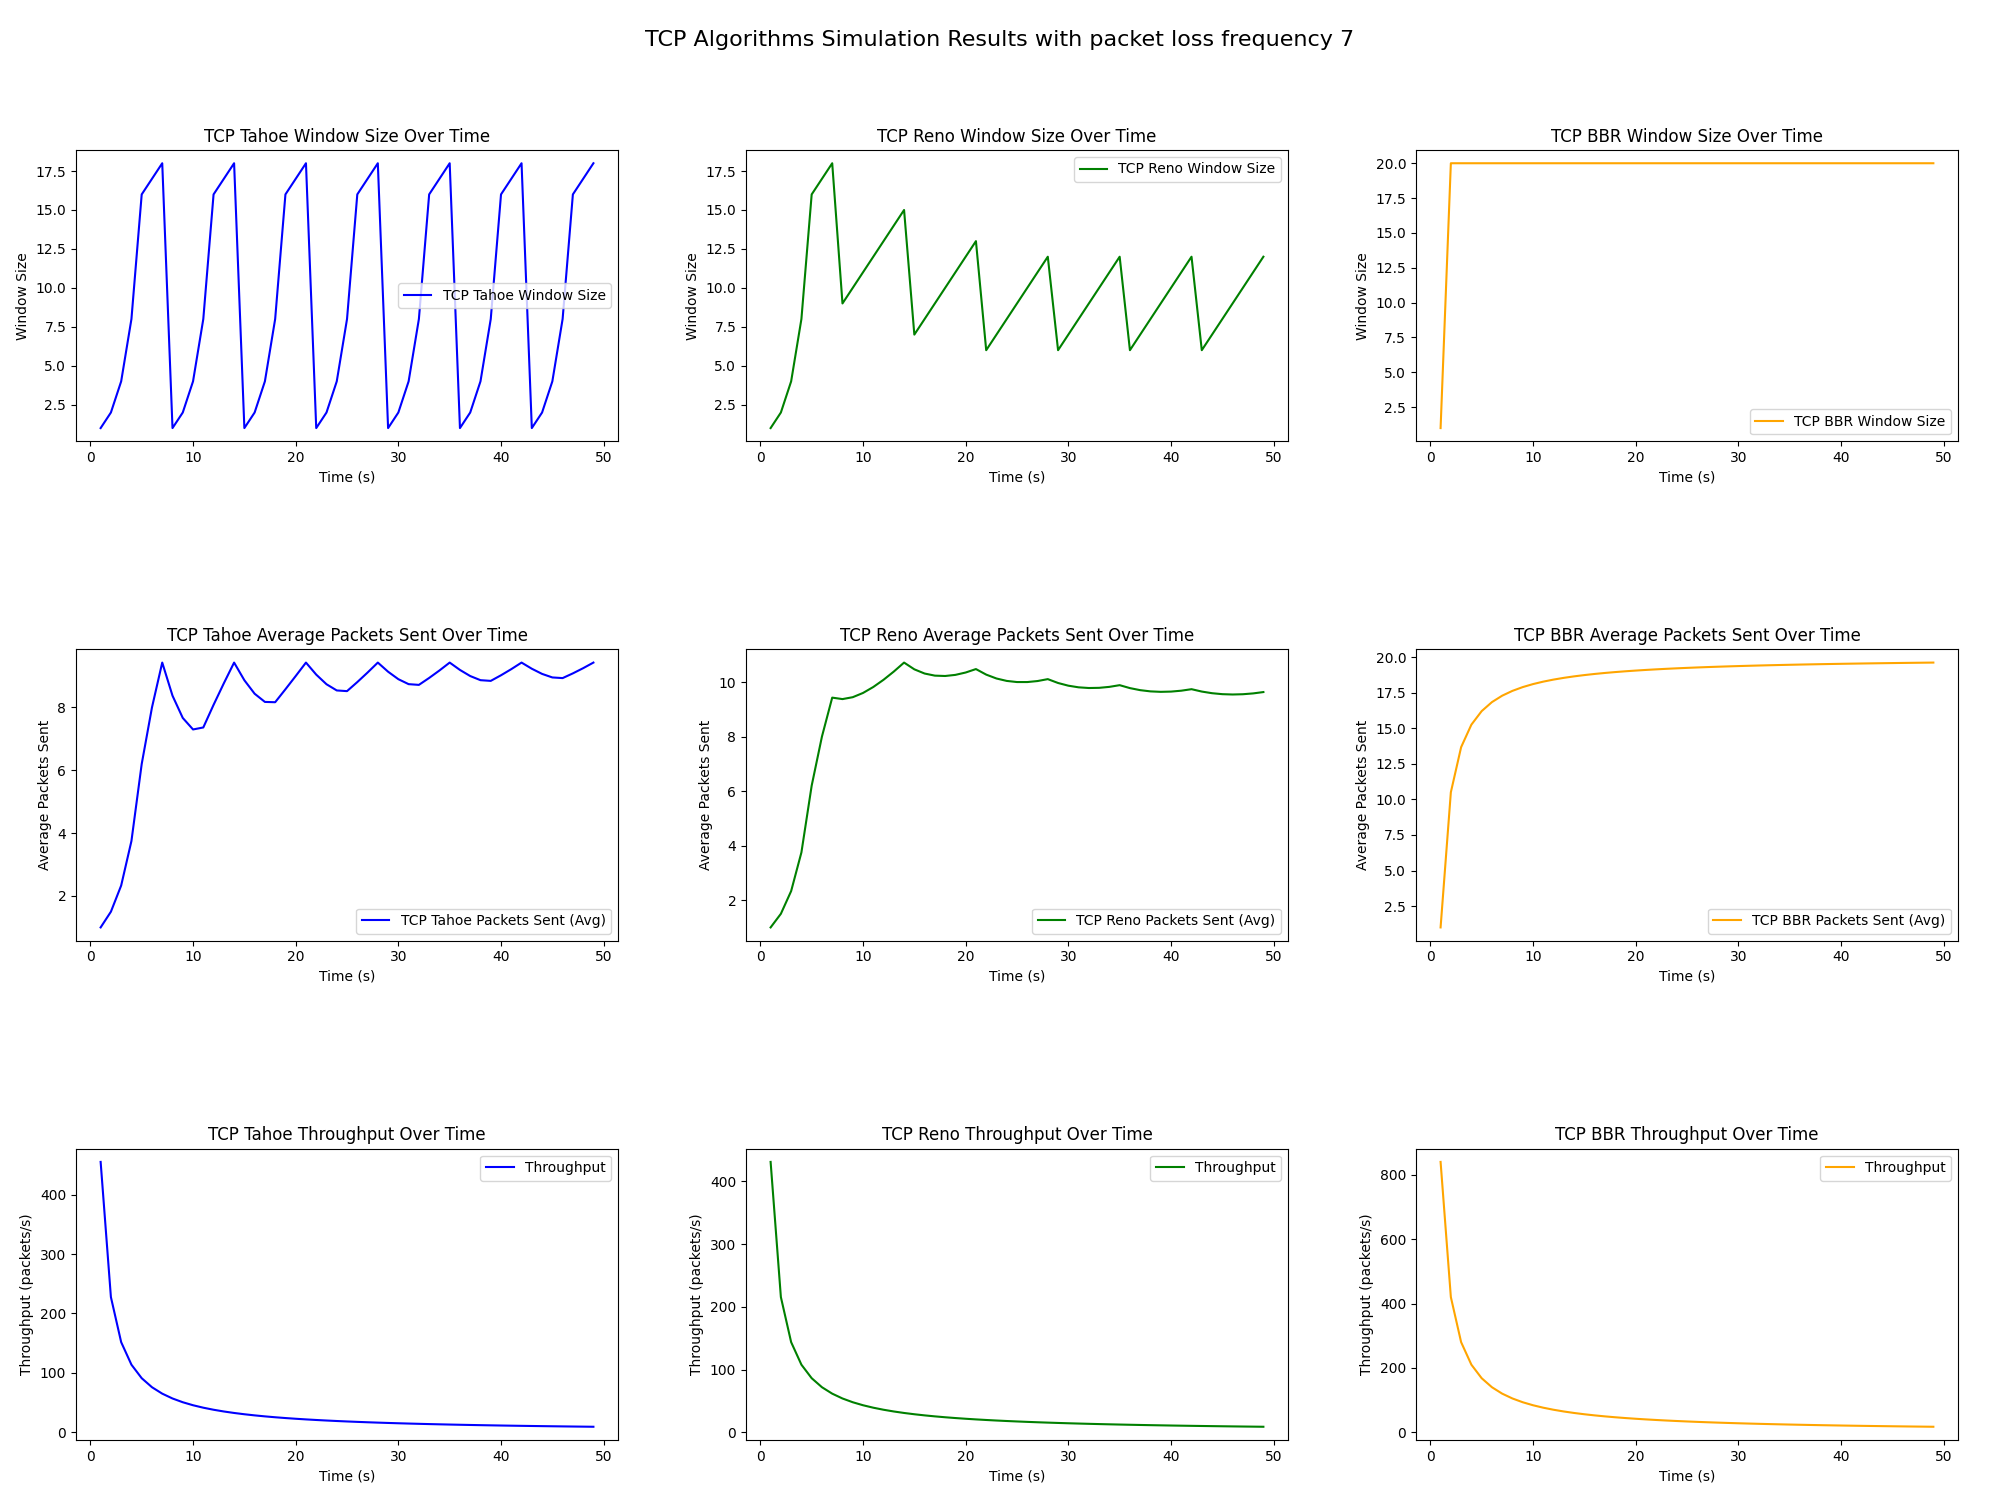 TCP Algorithms Simulation Results with packet loss frequency 7
TCP Tahoe Window Size Over Time
Window Size
17.5
15.0
12.5
10.0
7.5
5.0
2.5
TCP Tahoe Window Size
0 10 20 30 40 50
Time (s)
TCP Reno Window Size Over Time
Window Size
17.5
15.0
12.5
10.0
7.5
5.0
2.5
TCP Reno Window Size
0 10 20 30 40 50
Time (s)
TCP BBR Window Size Over Time
Window Size
20.0
17.5
15.0
12.5
10.0
7.5
5.0
2.5
TCP BBR Window Size
0 10 20 30 40 50
Time (s)
TCP Tahoe Average Packets Sent Over Time
Average Packets Sent
8
6
4
2
TCP Tahoe Packets Sent (Avg)
0 10 20 30 40 50
Time (s)
TCP Reno Average Packets Sent Over Time
Average Packets Sent
10
8
6
4
2
TCP Reno Packets Sent (Avg)
0 10 20 30 40 50
Time (s)
TCP BBR Average Packets Sent Over Time
Average Packets Sent
20.0
17.5
15.0
12.5
10.0
7.5
5.0
2.5
TCP BBR Packets Sent (Avg)
0 10 20 30 40 50
Time (s)
TCP Tahoe Throughput Over Time
Throughput (packets/s)
Throughput
400
300
200
100
0
0 10 20 30 40 50
Time (s)
TCP Reno Throughput Over Time
Throughput (packets/s)
Throughput
400
300
200
100
0
0 10 20 30 40 50
Time (s)
TCP BBR Throughput Over Time
Throughput (packets/s)
Throughput
800
600
400
200
0
0 10 20 30 40 50
Time (s)